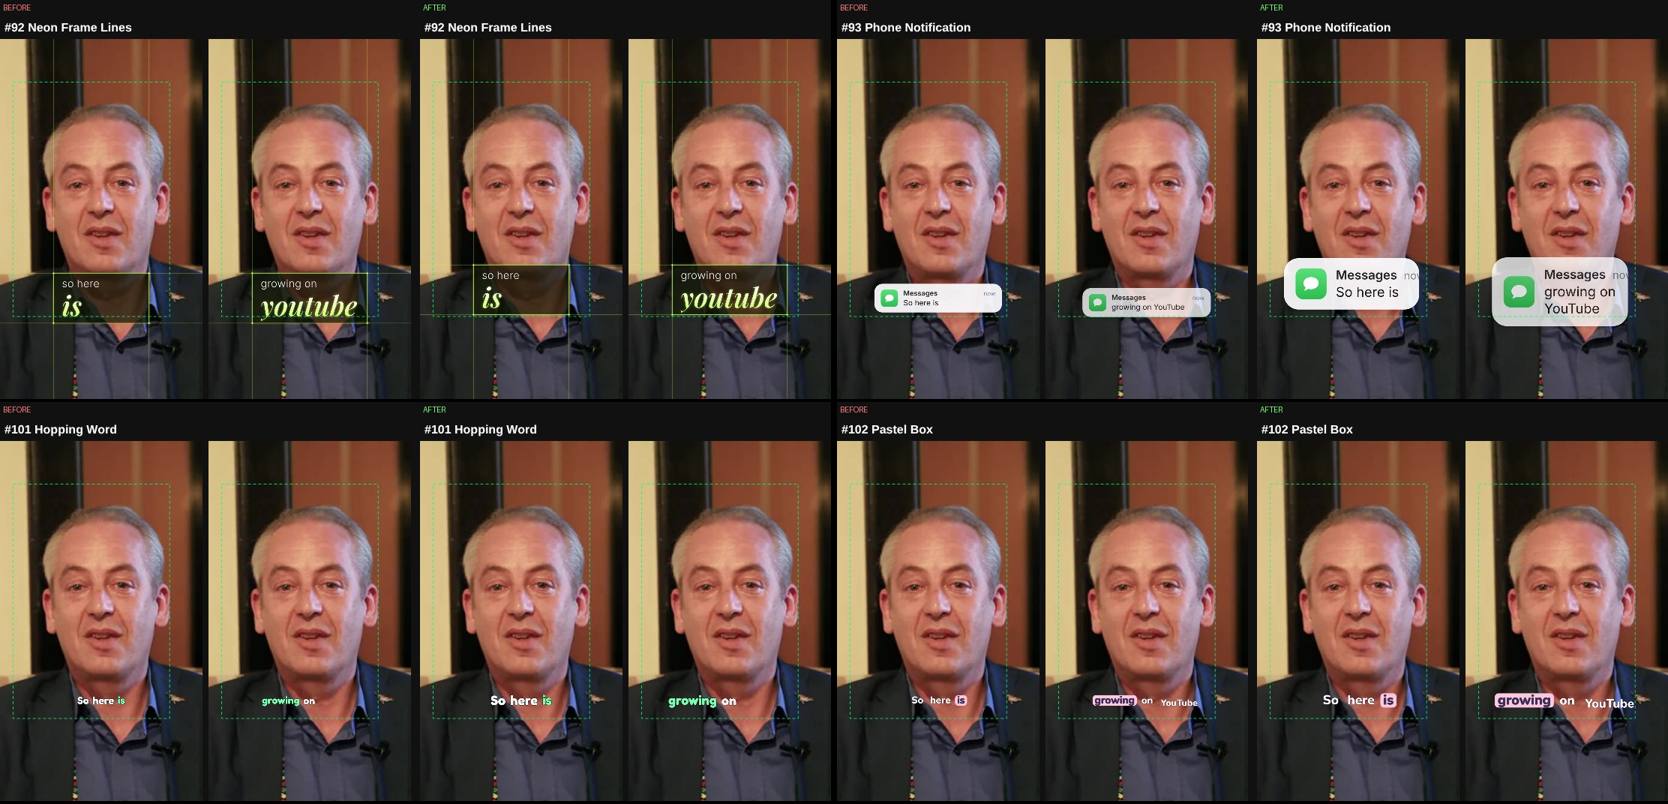 BEFORE
#92 Neon Frame Lines
so here
is
growing on
youtube
AFTER
#92 Neon Frame Lines
so here
is
growing on
youtube
BEFORE
#93 Phone Notification
Messages now
So here is
Messages now
growing on YouTube
AFTER
#93 Phone Notification
Messages now
So here is
Messages now
growing on
YouTube
BEFORE
#101 Hopping Word
So here is
growing on
AFTER
#101 Hopping Word
So here is
growing on
BEFORE
#102 Pastel Box
So here is
growing on YouTube
AFTER
#102 Pastel Box
So here is
growing on YouTube